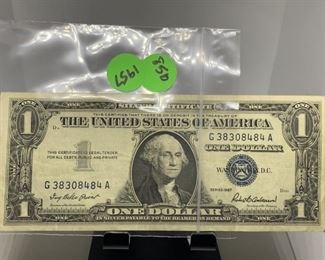 1957
85A
SILVER CERTIFICATE
1 THE UNITED STATES OF AMERICA 1
THIS CERTIFIES THAT THERE IS ON DEPOSIT IN THE TREASURY OF
G 38308484 A
THIS CERTIFICATE IS LEGAL TENDER
FOR ALL DEBTS PUBLIC AND PRIVATE
WASHINGTON, D.C.
G 38308484 A
SERIES 1957
1 ONE DOLLAR 1
IN SILVER PAYABLE TO THE BEARER ON DEMAND